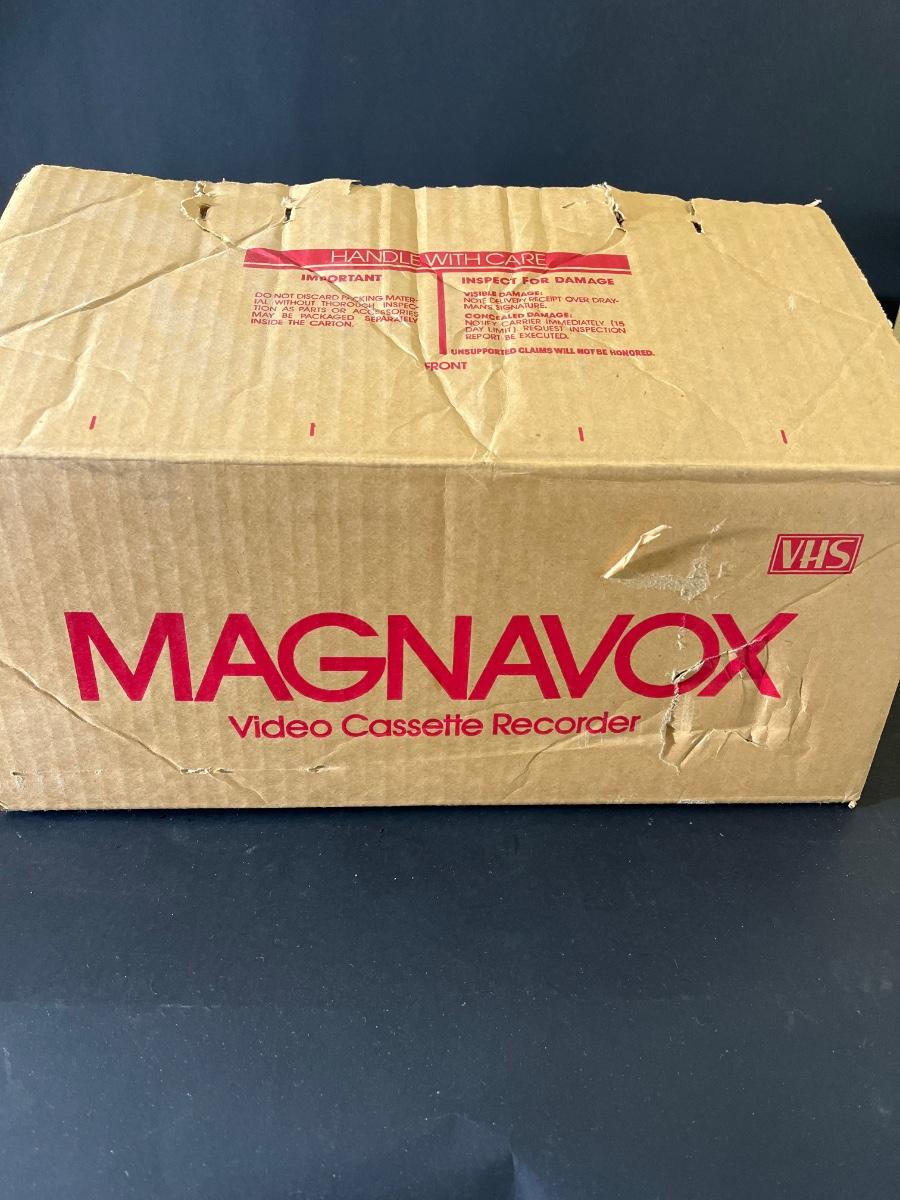 HANDLE WITH CARE
IMPORTANT
DO NOT DISCARD PACKING MATER-
IAL WITHOUT THOROUGH INSPEC-
TION AS PARTS OR ACCESSORIES
MAY BE PACKAGED SEPARATELY
INSIDE THE CARTON.
INSPECT FOR DAMAGE
VISIBLE DAMAGE:
NOTE DELIVERY RECEIPT OVER DRAY-
MAN'S SIGNATURE.
CONCEALED DAMAGE:
NOTIFY CARRIER IMMEDIATELY (15
DAY LIMIT). REQUEST INSPECTION
REPORT BE EXECUTED.
UNSUPPORTED CLAIMS WILL NOT BE HONORED.
FRONT
VHS
MAGNAVOX
Video Cassette Recorder